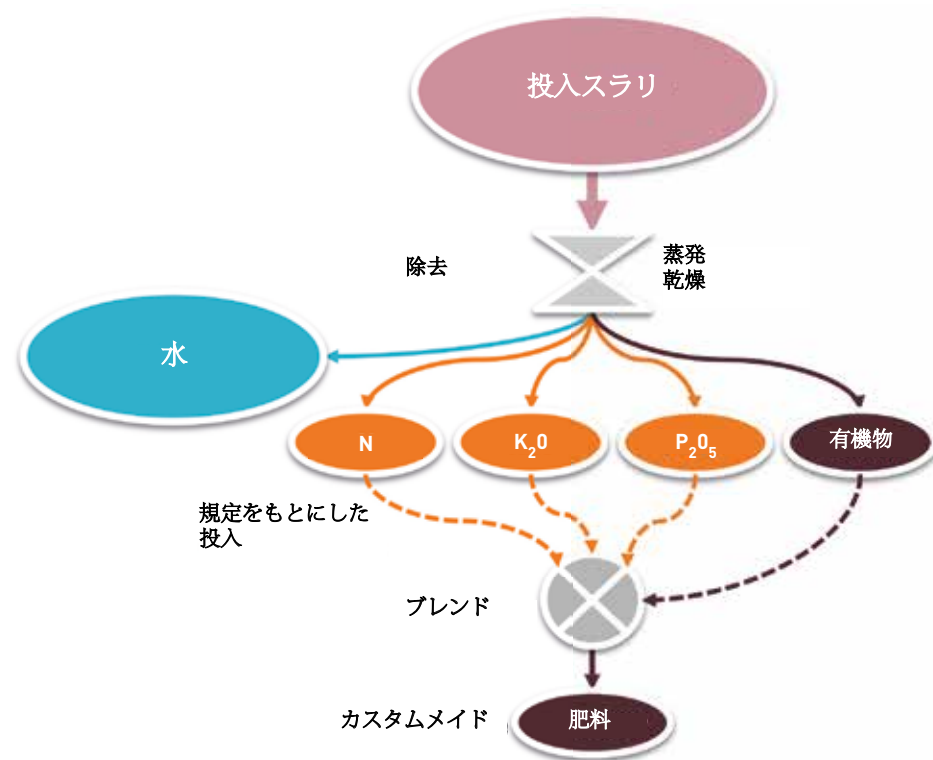 投入スラリ
除去
蒸発
乾燥
水
N
K₂0
P₂0₅
有機物
規定をもとにした
投入
ブレンド
カスタムメイド
肥料